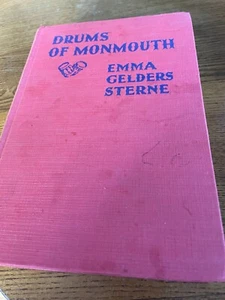 DRUMS
OF MONMOUTH
EMMA
GELDERS
STERNE